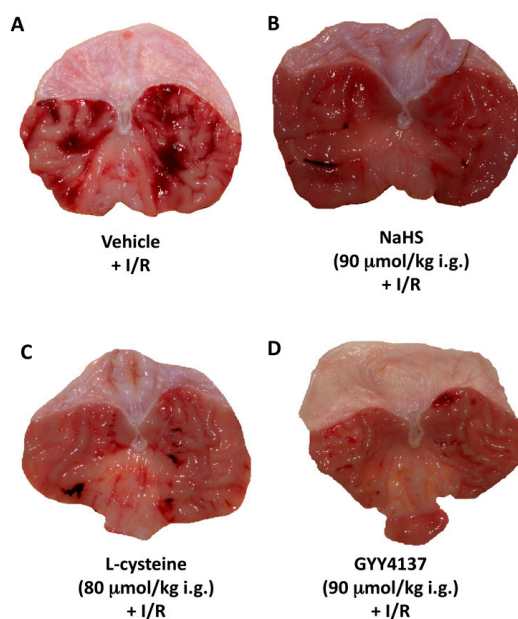 A
Vehicle
+ I/R
B
NaHS
(90 μmol/kg i.g.)
+ I/R
C
L-cysteine
(80 μmol/kg i.g.)
+ I/R
D
GYY4137
(90 μmol/kg i.g.)
+ I/R